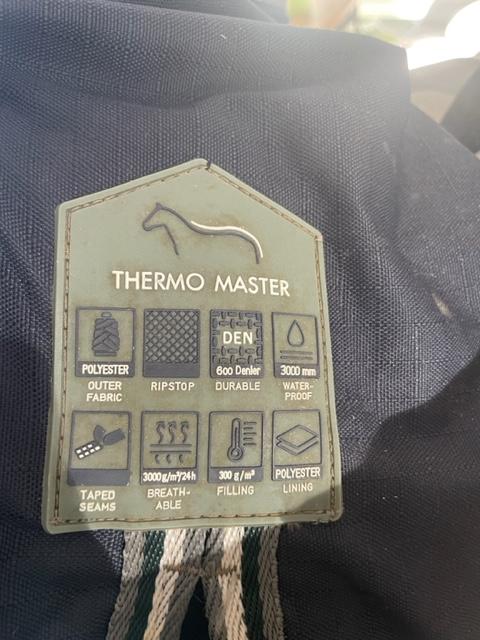 THERMO MASTER
DEN
POLYESTER 600 Denier 3000 mm
OUTER FABRIC
RIPSTOP
DURABLE
WATER-
PROOF
3000g/m²/24h 300 g/m² POLYESTER
TAPED
SEAMS
BREATH-
ABLE
FILLING
LINING